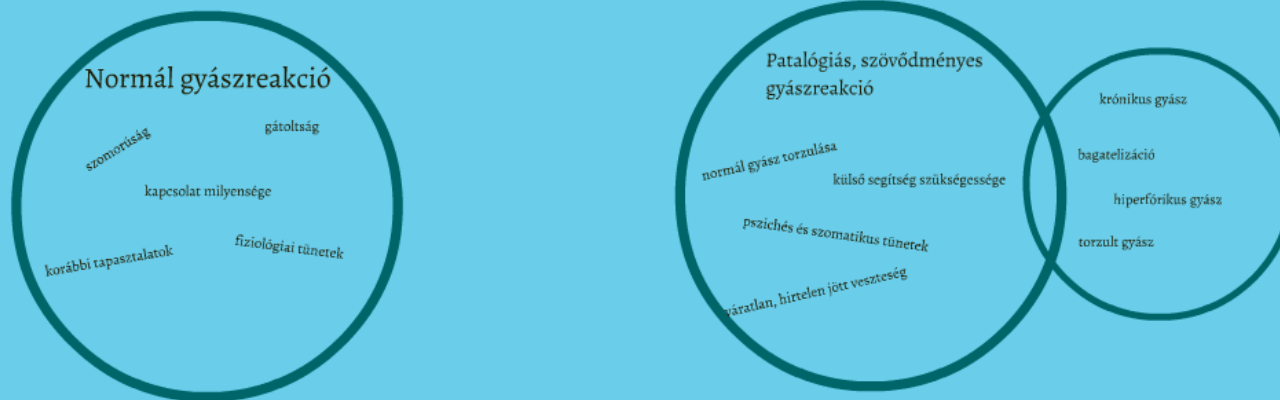 Normál gyászreakció
szomorúság
gátoltság
kapcsolat milyensége
korábbi tapasztalatok
fiziológiai tünetek
Patalógiás, szövődményes
gyászreakció
normál gyász torzulása
külső segítség szükségessége
pszichés és szomatikus tünetek
váratlan, hirtelen jött veszteség
krónikus gyász
bagatelizáció
hiperfórikus gyász
torzult gyász